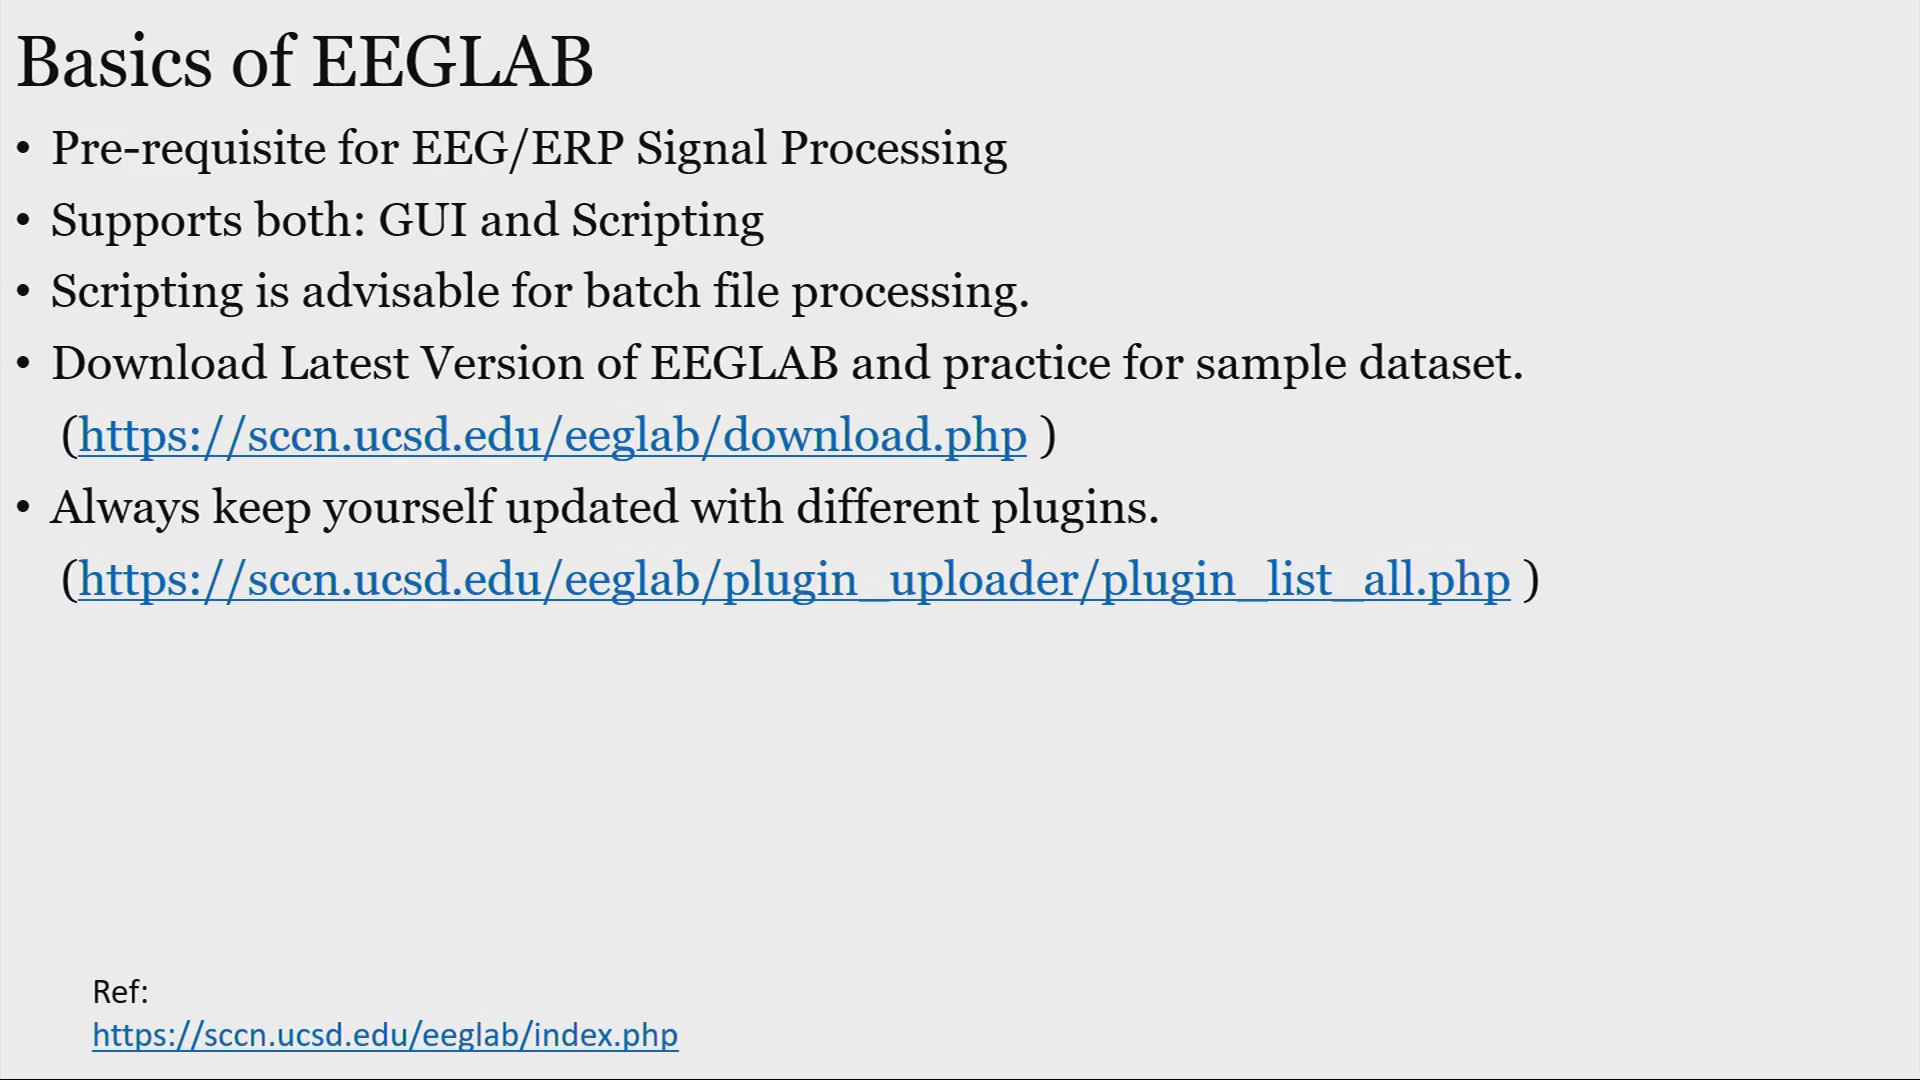 Basics of EEGLAB
• Pre-requisite for EEG/ERP Signal Processing
• Supports both: GUI and Scripting
• Scripting is advisable for batch file processing.
• Download Latest Version of EEGLAB and practice for sample dataset.
(https://sccn.ucsd.edu/eeglab/download.php )
• Always keep yourself updated with different plugins.
(https://sccn.ucsd.edu/eeglab/plugin_uploader/plugin_list_all.php )
Ref:
https://sccn.ucsd.edu/eeglab/index.php